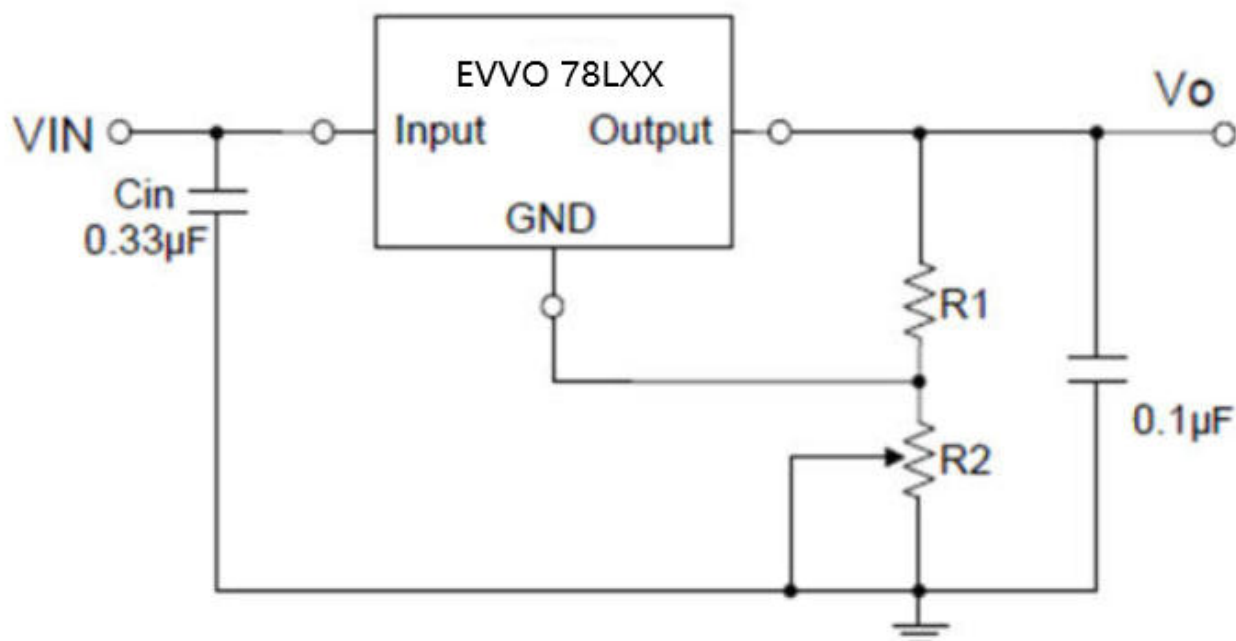 EVVO 78LXX
Vo
VIN
Input
Output
Cin
0.33μF
GND
R1
0.1μF
R2